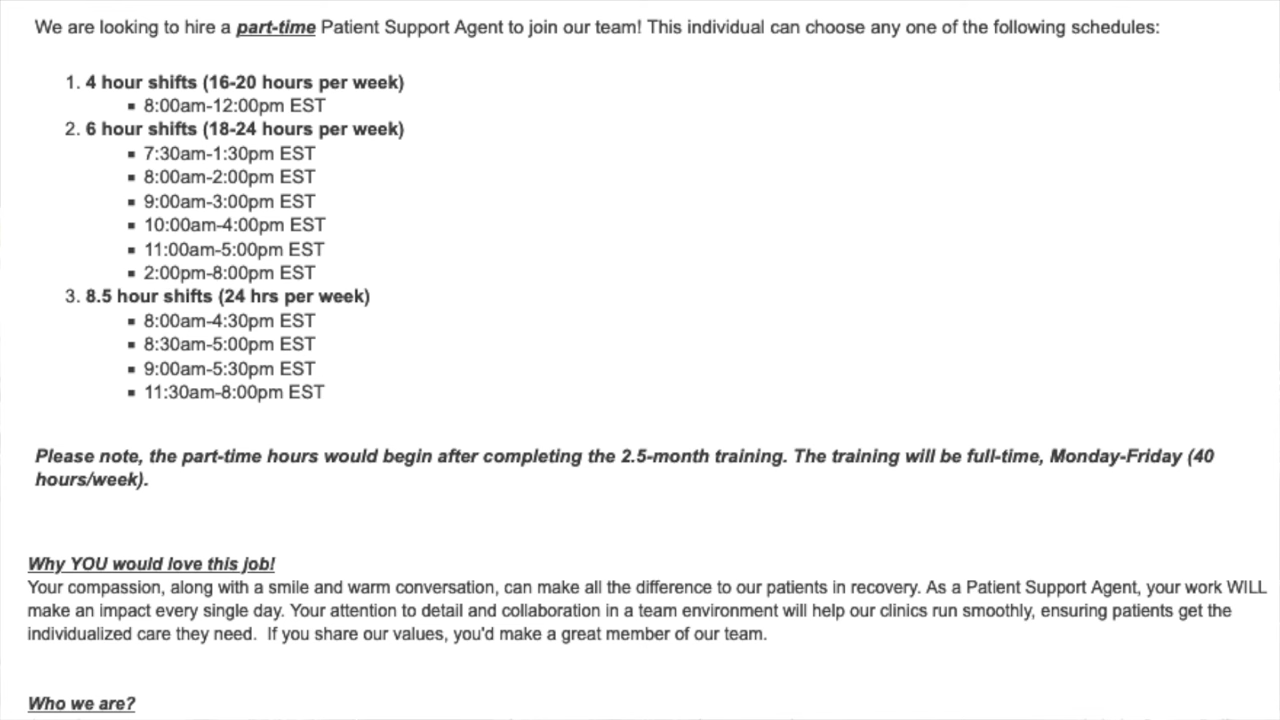 We are looking to hire a part-time Patient Support Agent to join our team! This individual can choose any one of the following schedules:
1. 4 hour shifts (16-20 hours per week)
▪ 8:00am-12:00pm EST
2. 6 hour shifts (18-24 hours per week)
▪ 7:30am-1:30pm EST
▪ 8:00am-2:00pm EST
▪ 9:00am-3:00pm EST
▪ 10:00am-4:00pm EST
▪ 11:00am-5:00pm EST
▪ 2:00pm-8:00pm EST
3. 8.5 hour shifts (24 hrs per week)
▪ 8:00am-4:30pm EST
▪ 8:30am-5:00pm EST
▪ 9:00am-5:30pm EST
▪ 11:30am-8:00pm EST
Please note, the part-time hours would begin after completing the 2.5-month training. The training will be full-time, Monday-Friday (40
hours/week).
Why YOU would love this job!
Your compassion, along with a smile and warm conversation, can make all the difference to our patients in recovery. As a Patient Support Agent, your work WILL
make an impact every single day. Your attention to detail and collaboration in a team environment will help our clinics run smoothly, ensuring patients get the
individualized care they need.  If you share our values, you'd make a great member of our team.
Who we are?